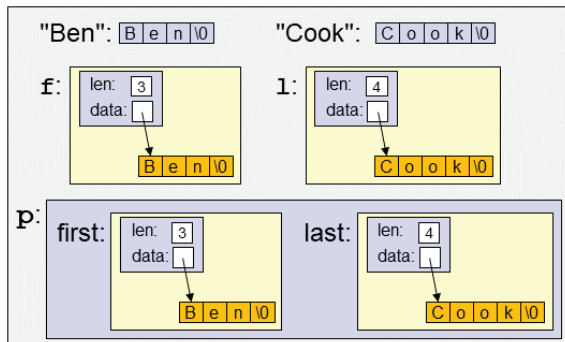 "Ben": B e n \0 "Cook": C o o k \0
f: len: 3 l: len: 4
data: data:
B e n \0 C o o k \0
p: first: len: 3 last: len: 4
data: data:
B e n \0 C o o k \0